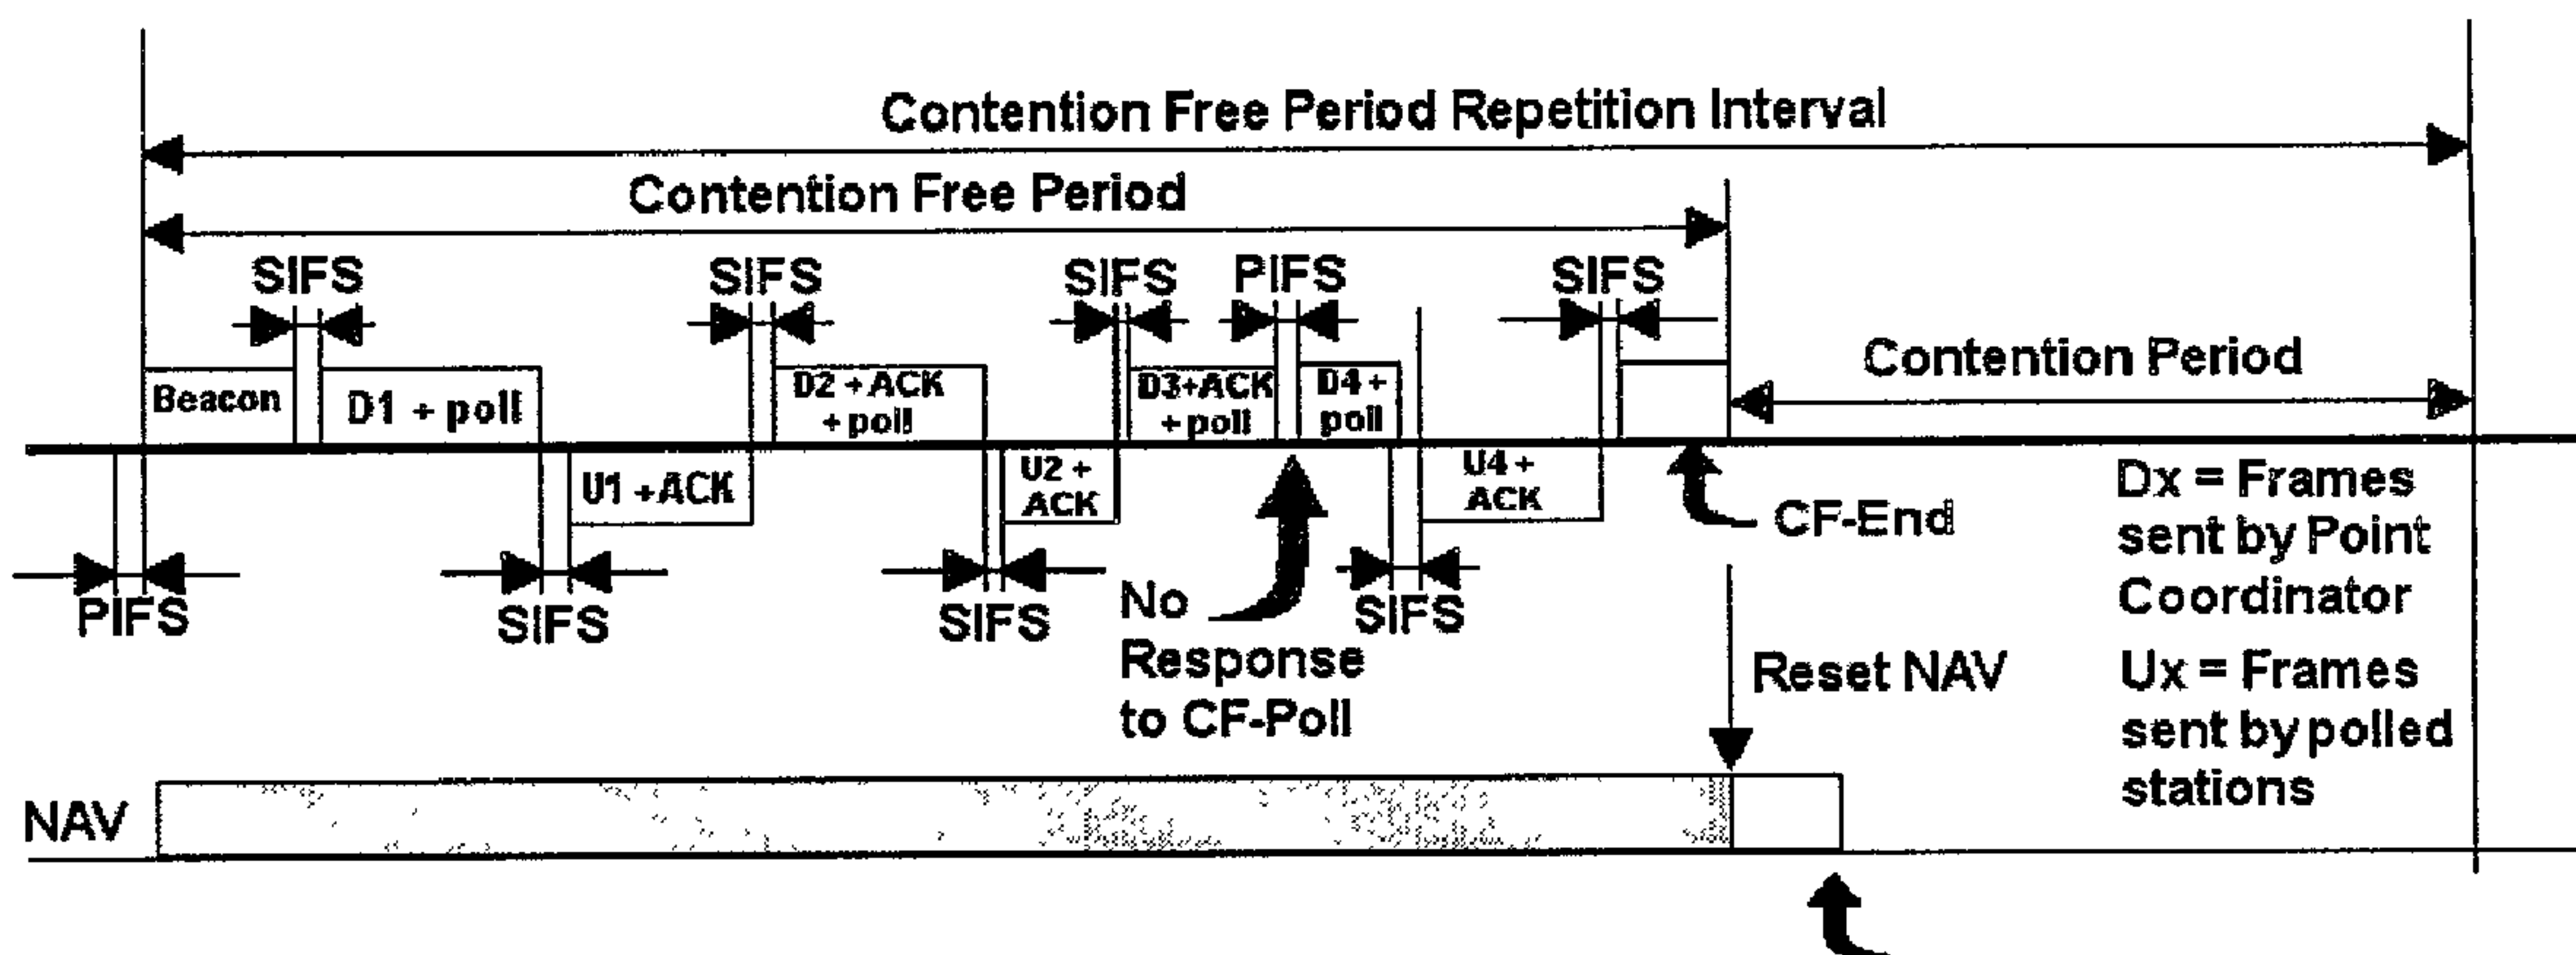 Contention Free Period Repetition Interval
Contention Free Period
SIFS
SIFS
SIFS
PIFS
SIFS
Contention Period
Beacon
D1 + poll
D2 + ACK
+ poll
D3+ACK
+ poll
D4 +
poll
U1 +ACK
U2 +
ACK
U4 +
ACK
CF-End
PIFS
SIFS
SIFS
SIFS
No
Response
to CF-Poll
Reset NAV
Dx = Frames
sent by Point
Coordinator
Ux = Frames
sent by polled
stations
NAV